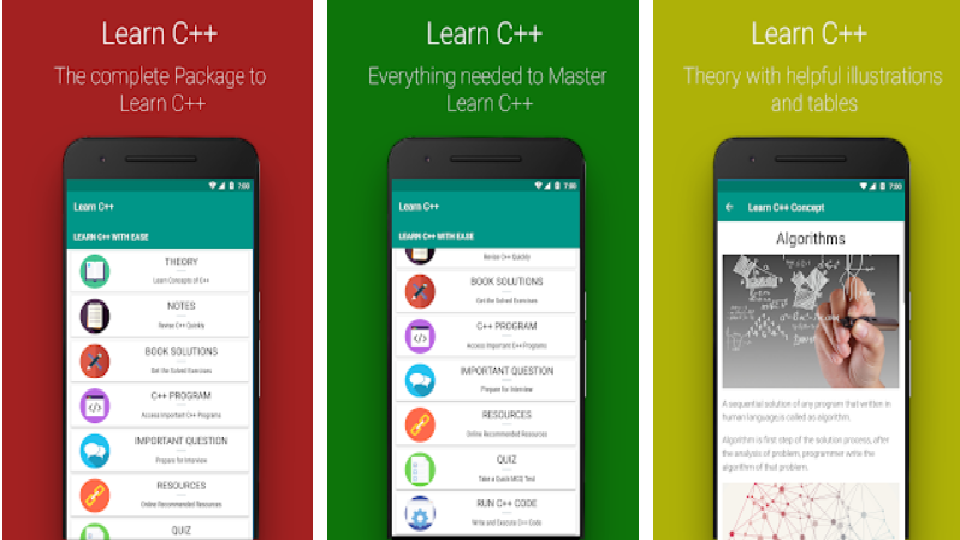 Learn C++
The complete Package to
Learn C++
7:00
Learn C++
LEARN C++ WITH EASE
THEORY
Learn Concepts of C++
NOTES
Revise C++ Quickly
BOOK SOLUTIONS
Get the Solved Exercises
C++ PROGRAM
Access Important C++ Programs
IMPORTANT QUESTION
Prepare for Interview
RESOURCES
Online Recommended Resources
QUIZ
Learn C++
Everything needed to Master
Learn C++
7:00
Learn C++
LEARN C++ WITH EASE
Revise C++ Quickly
BOOK SOLUTIONS
Get the Solved Exercises
C++ PROGRAM
Access Important C++ Programs
IMPORTANT QUESTION
Prepare for Interview
RESOURCES
Online Recommended Resources
QUIZ
Take a Quick MCQ Test
RUN C++ CODE
Write and Execute C++ Code
Learn C++
Theory with helpful illustrations
and tables
7:00
Learn C++ Concept
Algorithms
A sequential solution of any program that written in
human language,is called as algorithm.
Algorithm is first step of the solution process, after
the analysis of problem, programmer write the
algorithm of that problem.